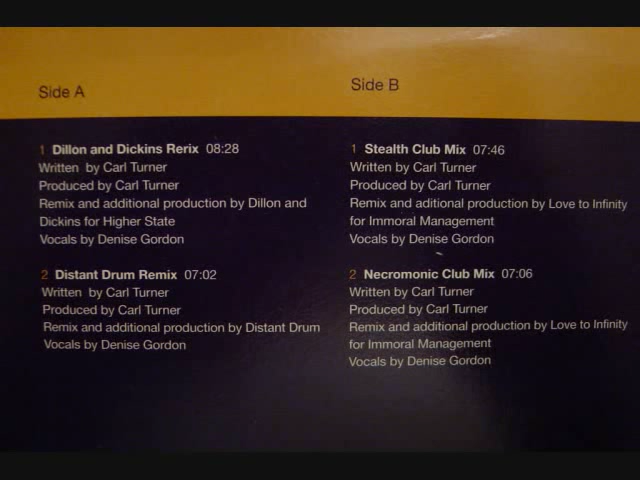 Side A
1 Dillon and Dickins Rerix 08:28
Written by Carl Turner
Produced by Carl Turner
Remix and additional production by Dillon and
Dickins for Higher State
Vocals by Denise Gordon
2 Distant Drum Remix 07:02
Written by Carl Turner
Produced by Carl Turner
Remix and additional production by Distant Drum
Vocals by Denise Gordon
Side B
1 Stealth Club Mix 07:46
Written by Carl Turner
Produced by Carl Turner
Remix and aditional production by Love to Infinity
for Immoral Management
Vocals by Denise Gordon
2 Necromonic Club Mix 07:06
Written by Carl Turner
Produced by Carl Turner
Remix and additional production by Love to Infinity
for Immoral Management
Vocals by Denise Gordon